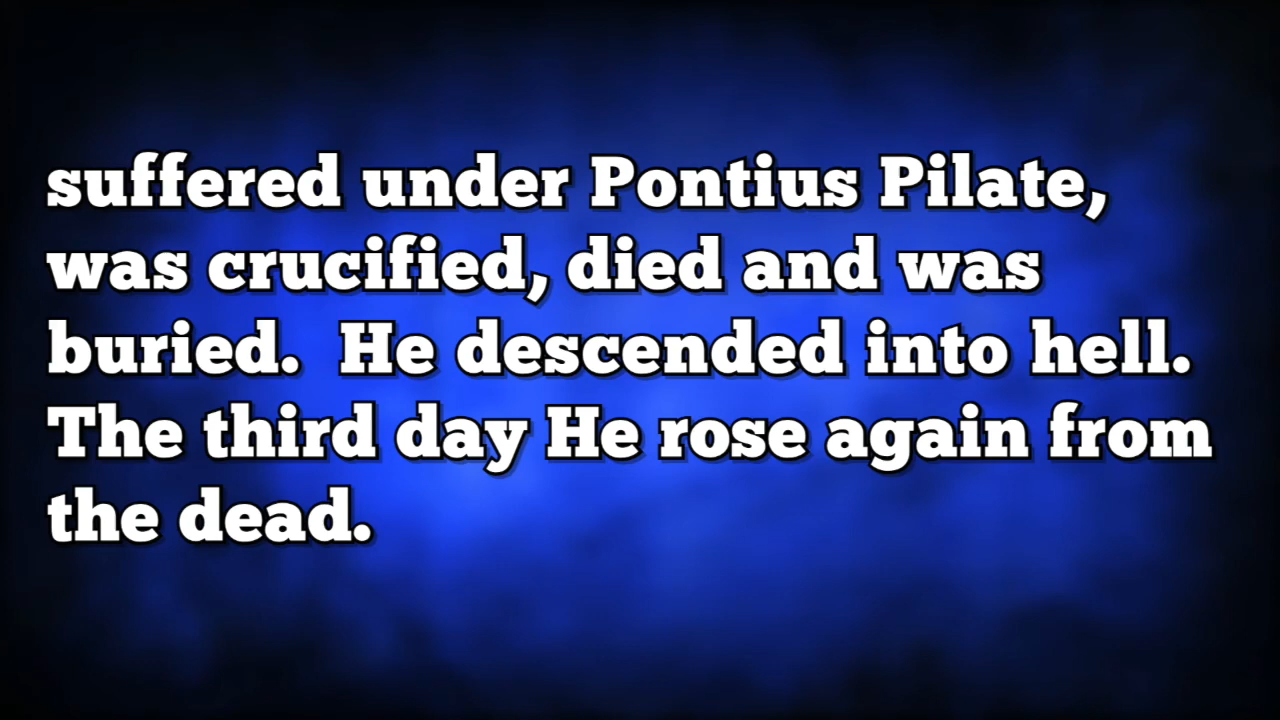 suffered under Pontius Pilate,
was crucified, died and was
buried.  He descended into hell.
The third day He rose again from
the dead.